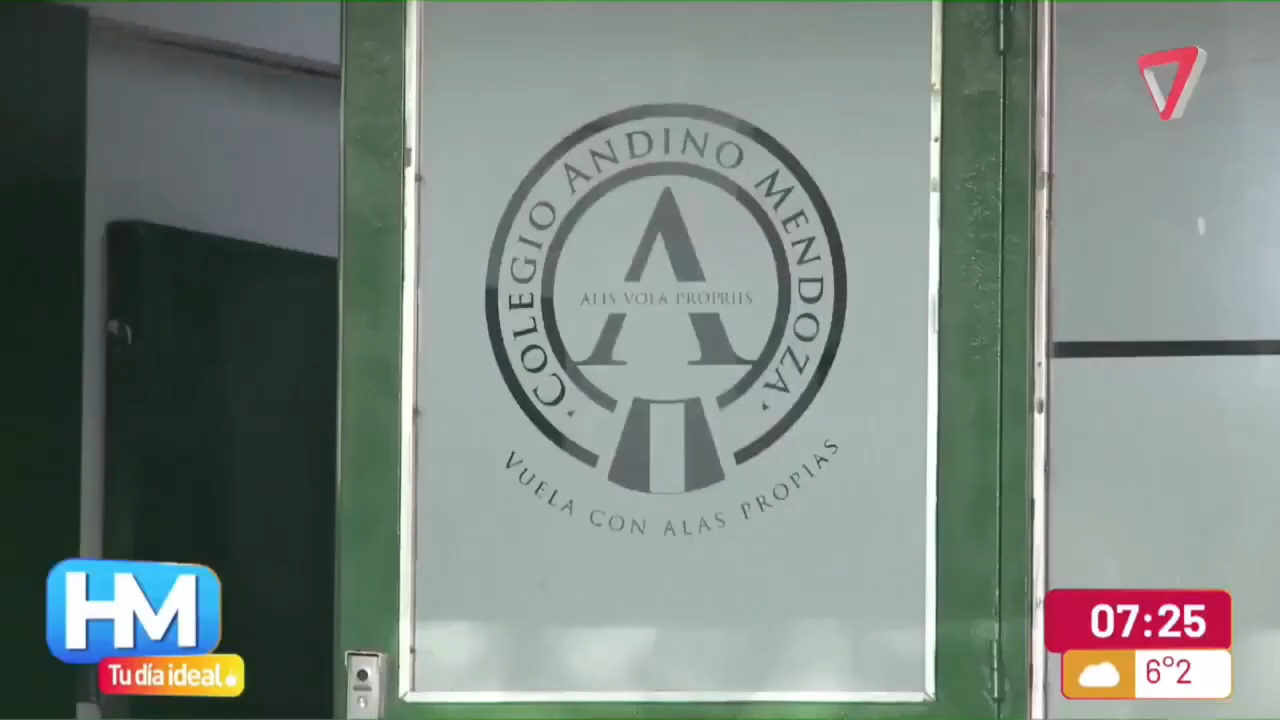 COLEGIO ANDINO MENDOZA
ALIS VOLA PROPRIIS
VUELA CON ALAS PROPIAS
HM
Tu día ideal.
07:25
6°2